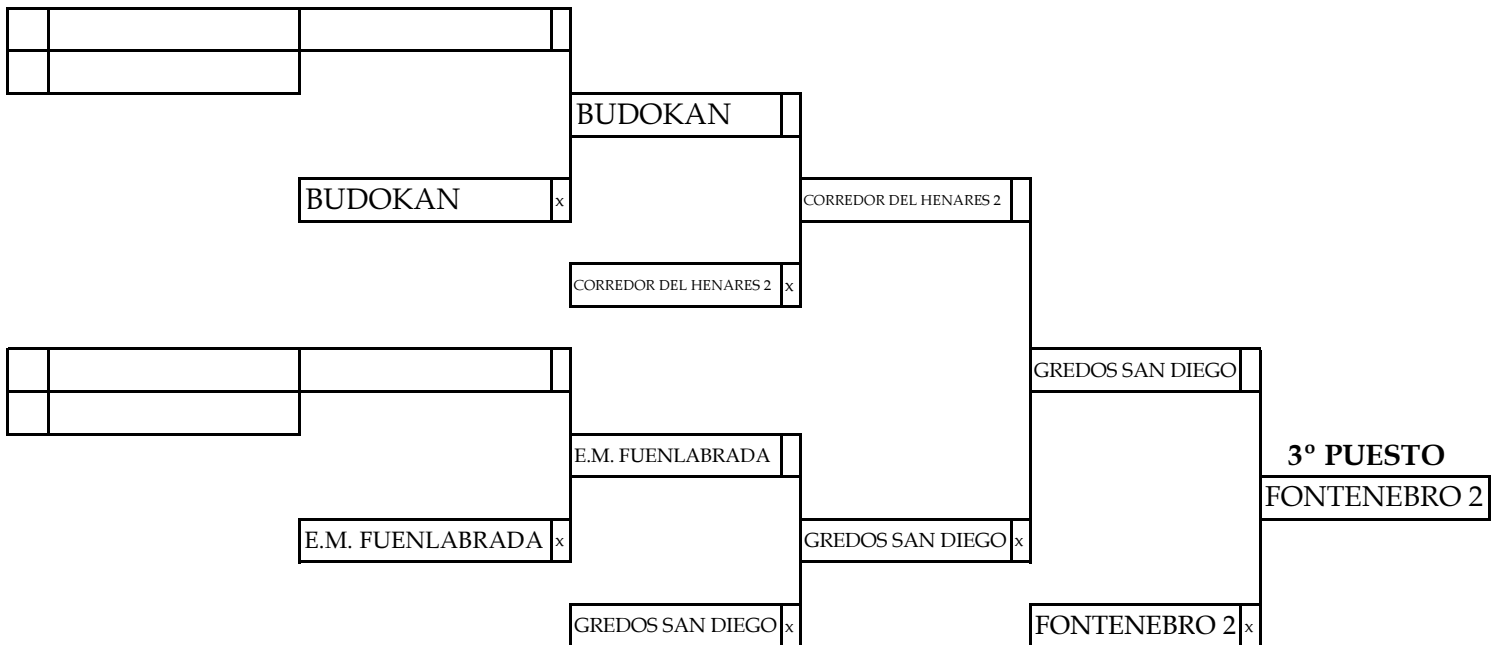 BUDOKAN
BUDOKAN x
CORREDOR DEL HENARES 2
CORREDOR DEL HENARES 2 x
GREDOS SAN DIEGO
E.M. FUENLABRADA
3º PUESTO
FONTENEBRO 2
E.M. FUENLABRADA x
GREDOS SAN DIEGO x
GREDOS SAN DIEGO x
FONTENEBRO 2 x